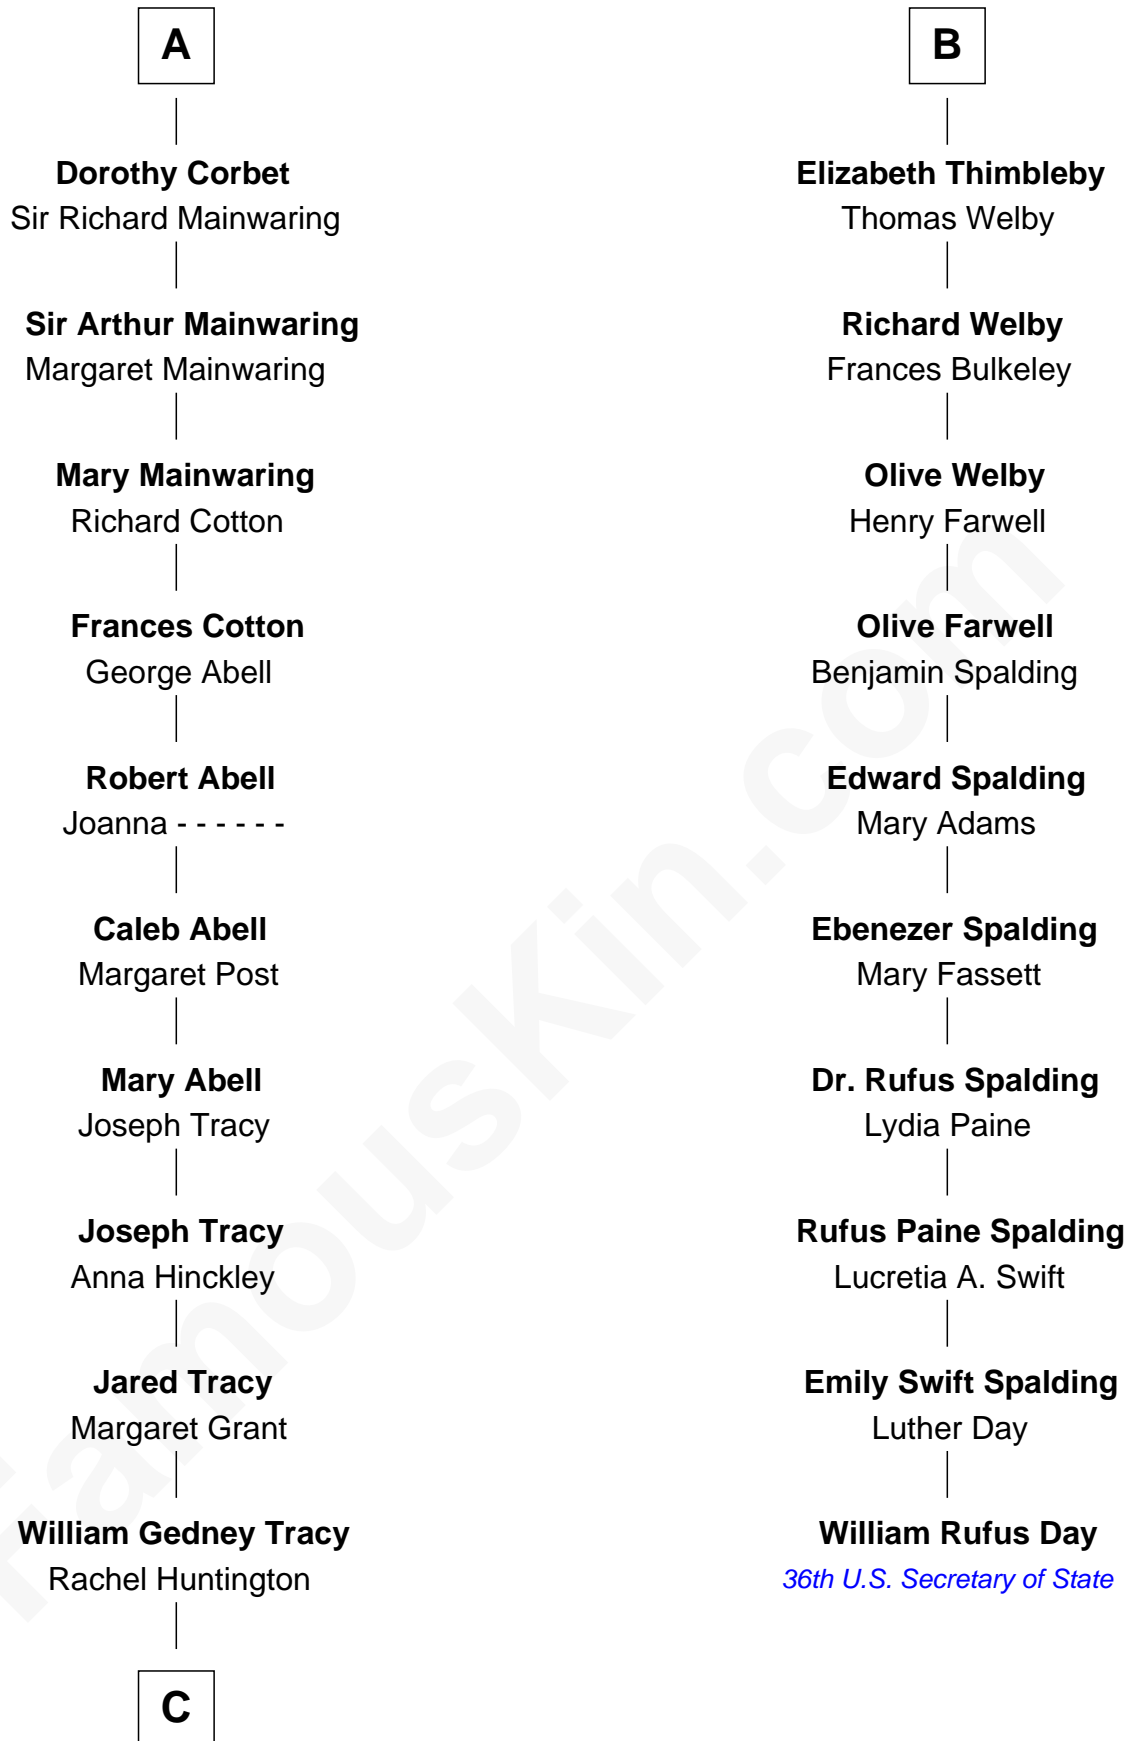 A
Dorothy Corbet
Sir Richard Mainwaring
Sir Arthur Mainwaring
Margaret Mainwaring
Mary Mainwaring
Richard Cotton
Frances Cotton
George Abell
Robert Abell
Joanna - - - - - -
Caleb Abell
Margaret Post
Mary Abell
Joseph Tracy
Joseph Tracy
Anna Hinckley
Jared Tracy
Margaret Grant
William Gedney Tracy
Rachel Huntington
C
B
Elizabeth Thimbleby
Thomas Welby
Richard Welby
Frances Bulkeley
Olive Welby
Henry Farwell
Olive Farwell
Benjamin Spalding
Edward Spalding
Mary Adams
Ebenezer Spalding
Mary Fassett
Dr. Rufus Spalding
Lydia Paine
Rufus Paine Spalding
Lucretia A. Swift
Emily Swift Spalding
Luther Day
William Rufus Day
36th U.S. Secretary of State
FamousKin.com